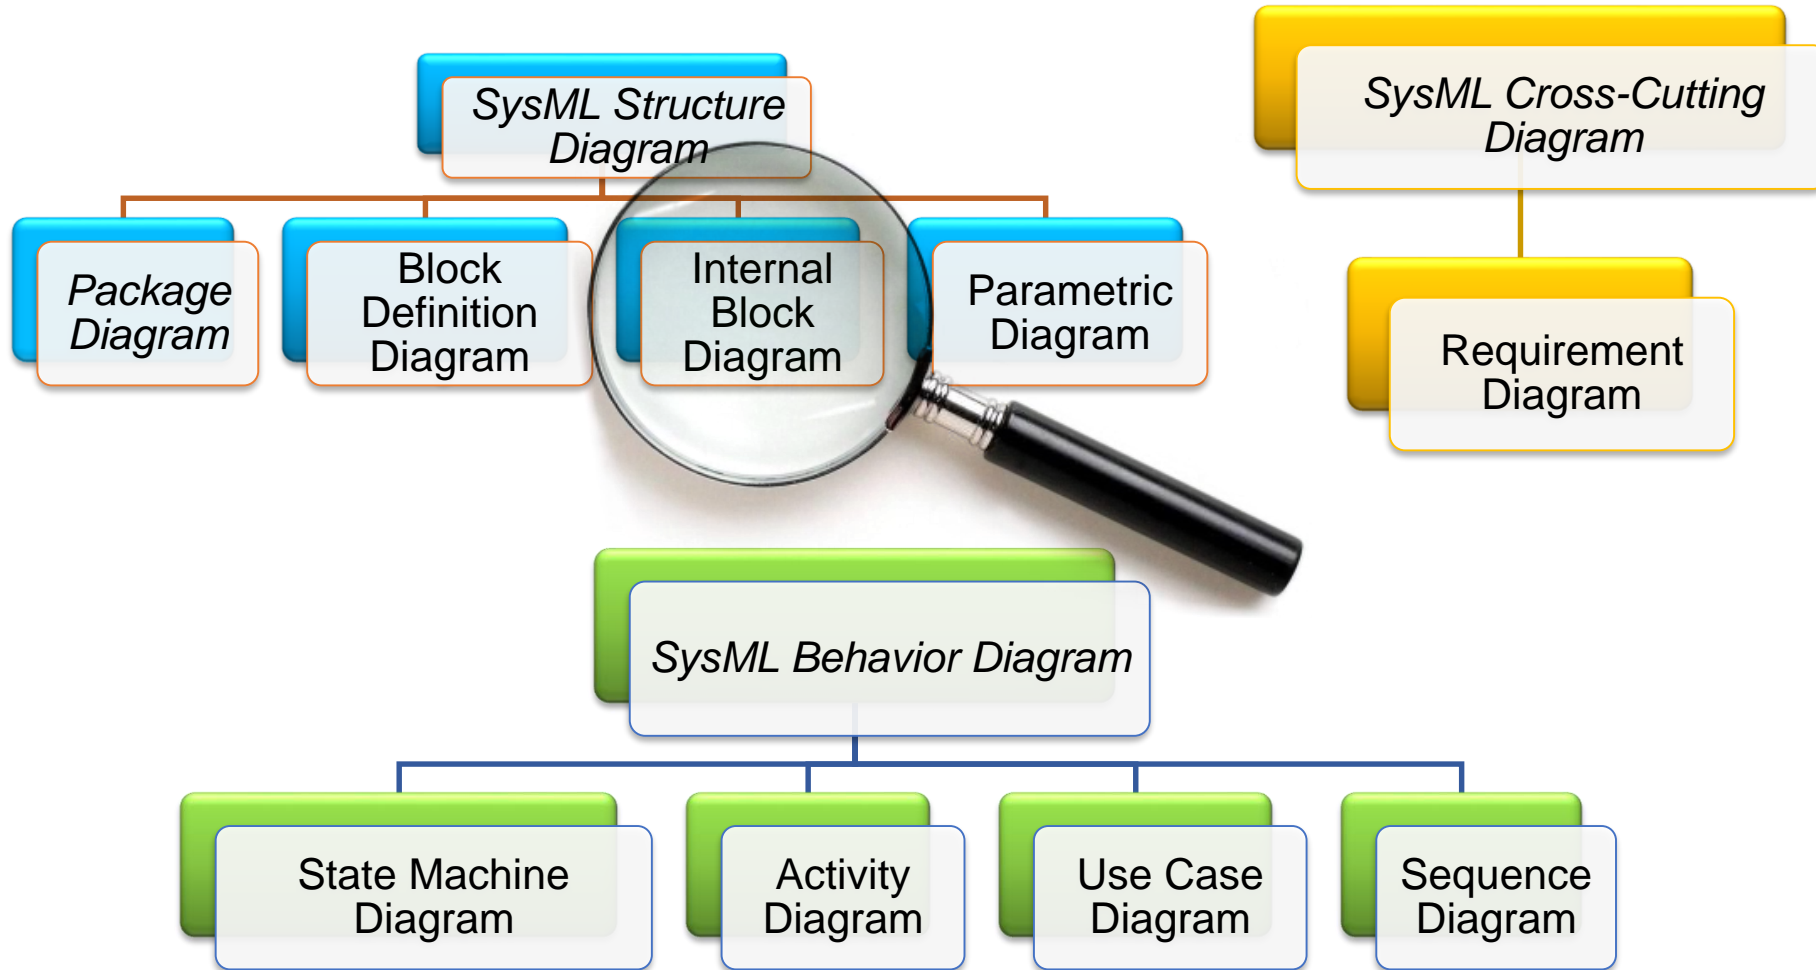 SysML Structure
Diagram
SysML Cross-Cutting
Diagram
Package
Diagram
Block
Definition
Diagram
Internal
Block
Diagram
Parametric
Diagram
Requirement
Diagram
SysML Behavior Diagram
State Machine
Diagram
Activity
Diagram
Use Case
Diagram
Sequence
Diagram